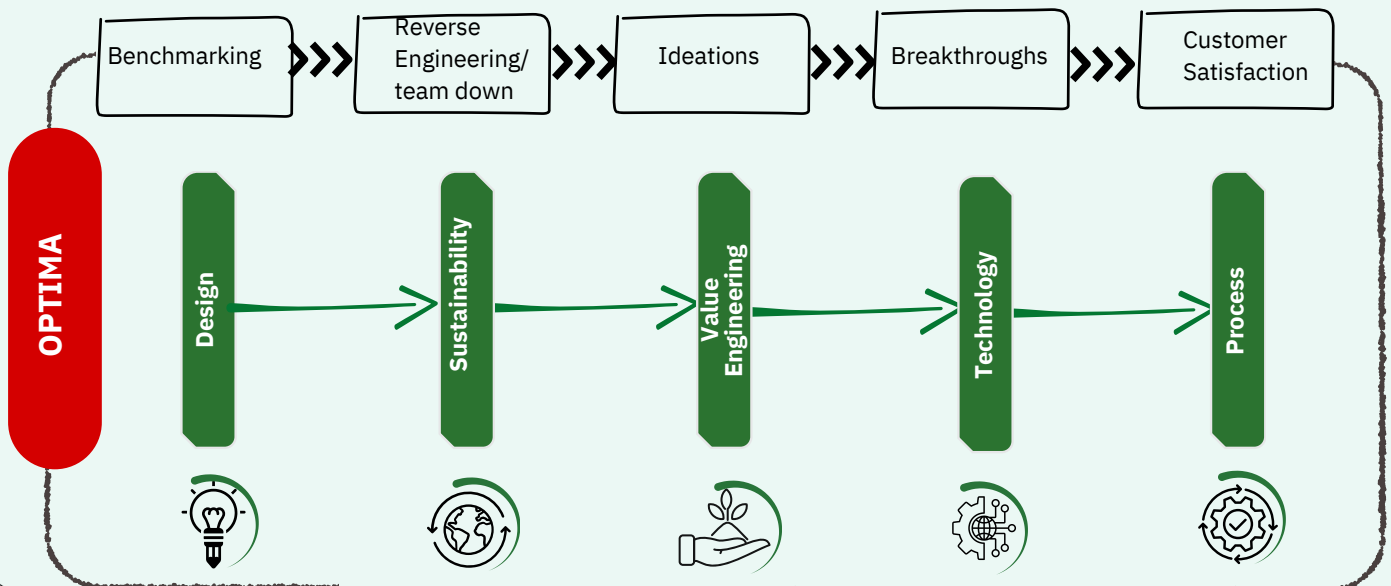 Benchmarking
Reverse
Engineering/
team down
Ideations
Breakthroughs
Customer
Satisfaction
OPTIMA
Design
Sustainability
Value
Engineering
Technology
Process